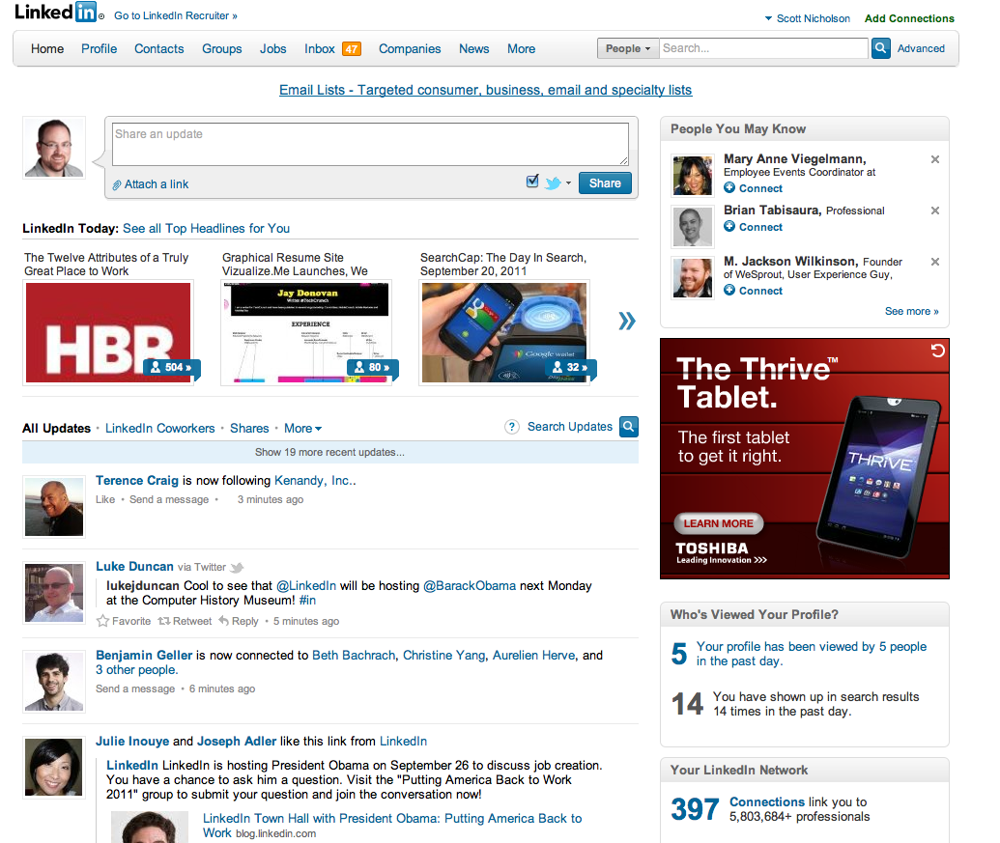 Linked in
Go to LinkedIn Recruiter »
Scott Nicholson
Add Connections
Home
Profile
Contacts
Groups
Jobs
Inbox 47
Companies
News
More
People
Search...
Advanced
Email Lists - Targeted consumer, business, email and specialty lists
Share an update
Attach a link
Share
LinkedIn Today: See all Top Headlines for You
The Twelve Attributes of a Truly
Great Place to Work
HBR
504 »
Graphical Resume Site
Vizualize.Me Launches, We
Jay Donovan
Writer #TechCrunch
EXPERIENCE
80 »
SearchCap: The Day In Search,
September 20, 2011
Google wallet
32 »
All Updates • LinkedIn Coworkers • Shares • More
? Search Updates
Show 19 more recent updates...
Terence Craig is now following Kenandy, Inc..
Like • Send a message • 3 minutes ago
Luke Duncan via Twitter
lukejduncan Cool to see that @LinkedIn will be hosting @BarackObama next Monday
at the Computer History Museum! #in
Favorite Retweet Reply • 5 minutes ago
Benjamin Geller is now connected to Beth Bachrach, Christine Yang, Aurelien Herve, and
3 other people.
Send a message • 6 minutes ago
Julie Inouye and Joseph Adler like this link from LinkedIn
LinkedIn LinkedIn is hosting President Obama on September 26 to discuss job creation.
You have a chance to ask him a question. Visit the "Putting America Back to Work
2011" group to submit your question and join the conversation now!
LinkedIn Town Hall with President Obama: Putting America Back to
Work blog.linkedin.com
People You May Know
Mary Anne Viegelmann,
Employee Events Coordinator at
Connect
Brian Tabisaura, Professional
Connect
M. Jackson Wilkinson, Founder
of WeSprout, User Experience Guy,
Connect
See more »
The Thrive™
Tablet.
The first tablet
to get it right.
THRIVE
LEARN MORE
TOSHIBA
Leading Innovation >>>
Who's Viewed Your Profile?
5 Your profile has been viewed by 5 people
in the past day.
14 You have shown up in search results
14 times in the past day.
Your LinkedIn Network
397 Connections link you to
5,803,684+ professionals